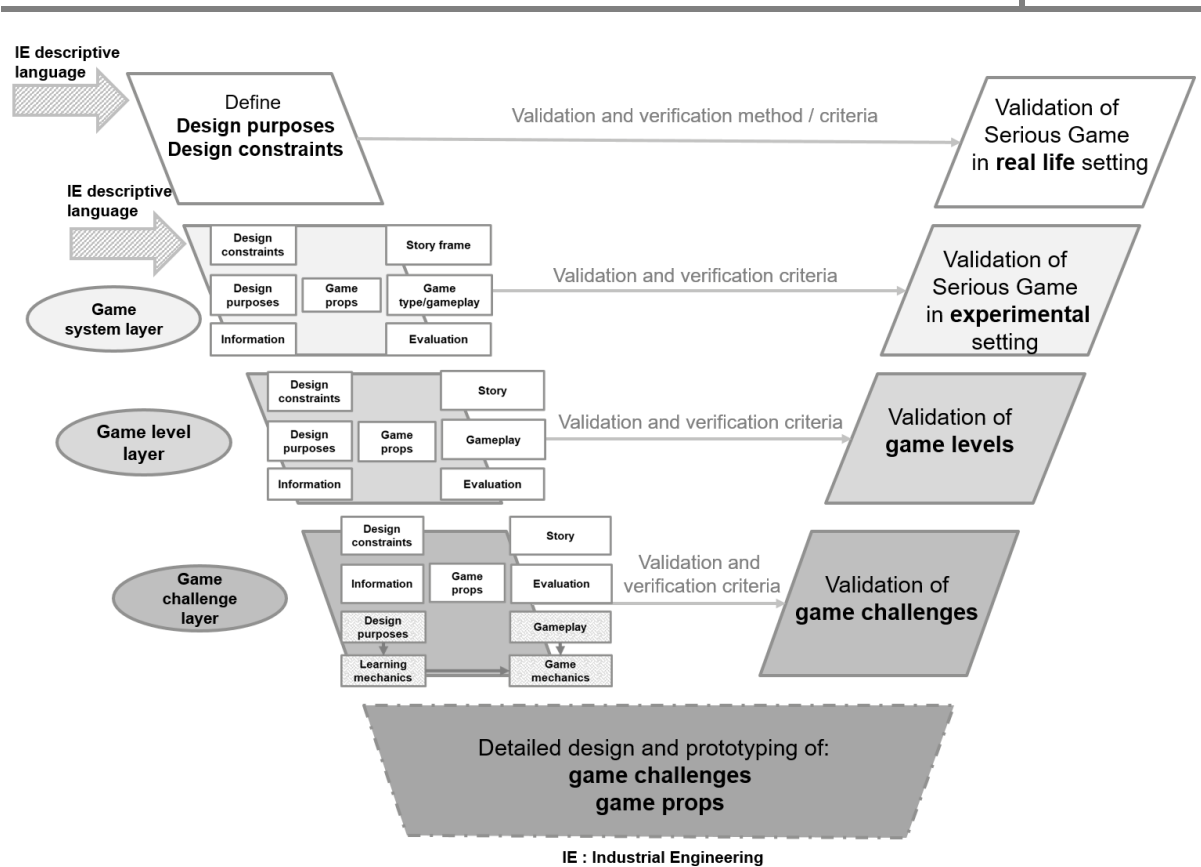 IE descriptive
language
Define
Design purposes
Design constraints
Validation and verification method / criteria
Validation of
Serious Game
in real life setting
IE descriptive
language
Game
system layer
Design
constraints
Story frame
Design
purposes
Game
props
Game
type/gameplay
Information
Evaluation
Validation and verification criteria
Validation of
Serious Game
in experimental
setting
Game level
layer
Design
constraints
Story
Design
purposes
Game
props
Gameplay
Information
Evaluation
Validation and verification criteria
Validation of
game levels
Game
challenge
layer
Design
constraints
Story
Information
Game
props
Evaluation
Design
purposes
Gameplay
Learning
mechanics
Game
mechanics
Validation and
verification criteria
Validation of
game challenges
Detailed design and prototyping of:
game challenges
game props
IE : Industrial Engineering